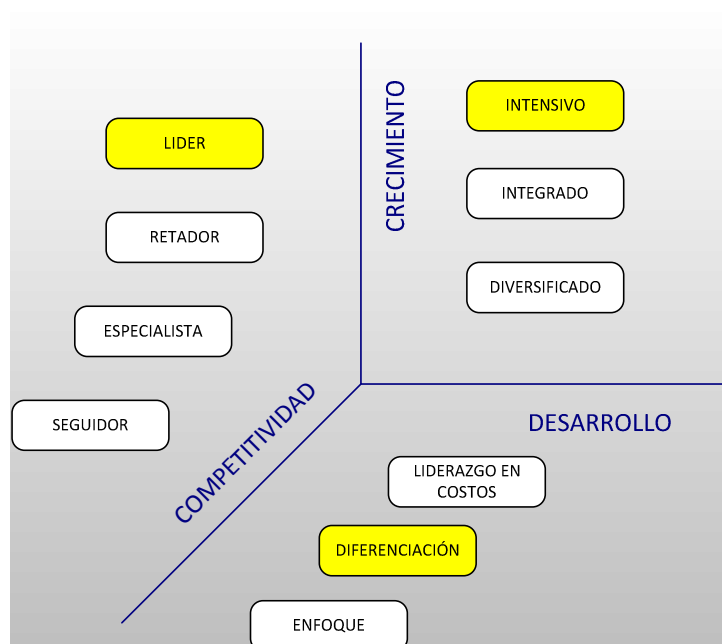 LIDER
RETADOR
ESPECIALISTA
SEGUIDOR
COMPETITIVIDAD
CRECIMIENTO
INTENSIVO
INTEGRADO
DIVERSIFICADO
DESARROLLO
LIDERAZGO EN
COSTOS
DIFERENCIACIÓN
ENFOQUE